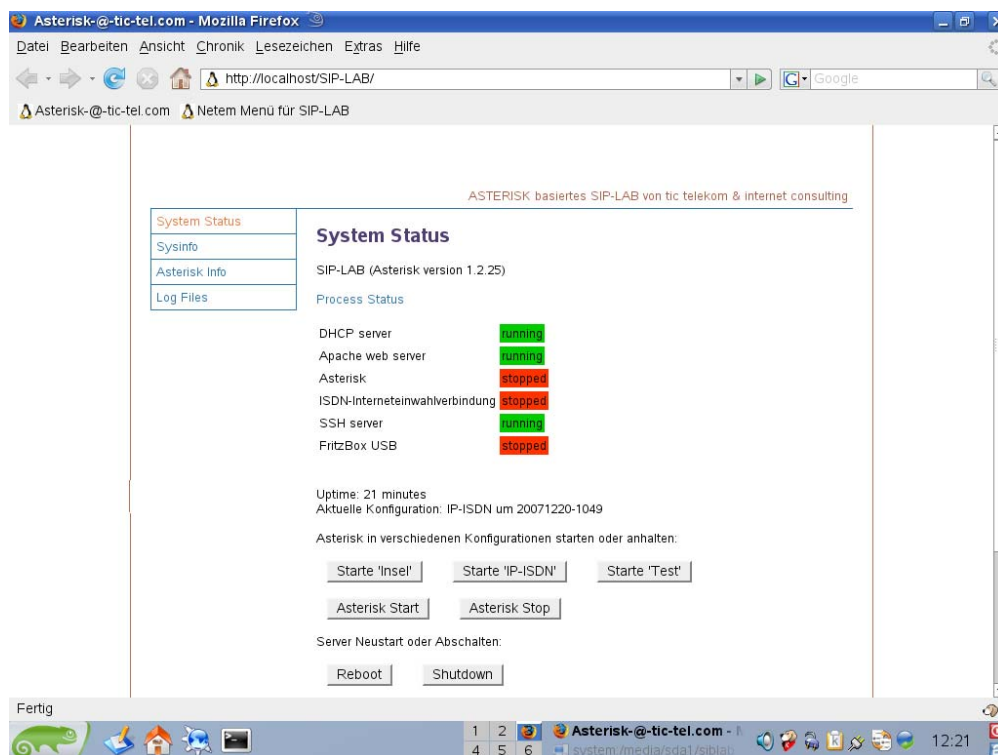 Asterisk-@-tic-tel.com - Mozilla Firefox
Datei Bearbeiten Ansicht Chronik Lesezeichen Extras Hilfe
http://localhost/SIP-LAB/
G Google
Asterisk-@-tic-tel.com Netem Menü für SIP-LAB
ASTERISK basiertes SIP-LAB von tic telekom & internet consulting
System Status
Sysinfo
Asterisk Info
Log Files
System Status
SIP-LAB (Asterisk version 1.2.25)
Process Status
DHCP server running
Apache web server running
Asterisk stopped
ISDN-Interneteinwahlverbindung stopped
SSH server running
FritzBox USB stopped
Uptime: 21 minutes
Aktuelle Konfiguration: IP-ISDN um 20071220-1049
Asterisk in verschiedenen Konfigurationen starten oder anhalten:
Starte 'Insel' Starte 'IP-ISDN' Starte 'Test'
Asterisk Start Asterisk Stop
Server Neustart oder Abschalten:
Reboot Shutdown
Fertig
1 2 Asterisk-@-tic-tel.com -
4 5 6 system:/media/sda1/siblab
12:21